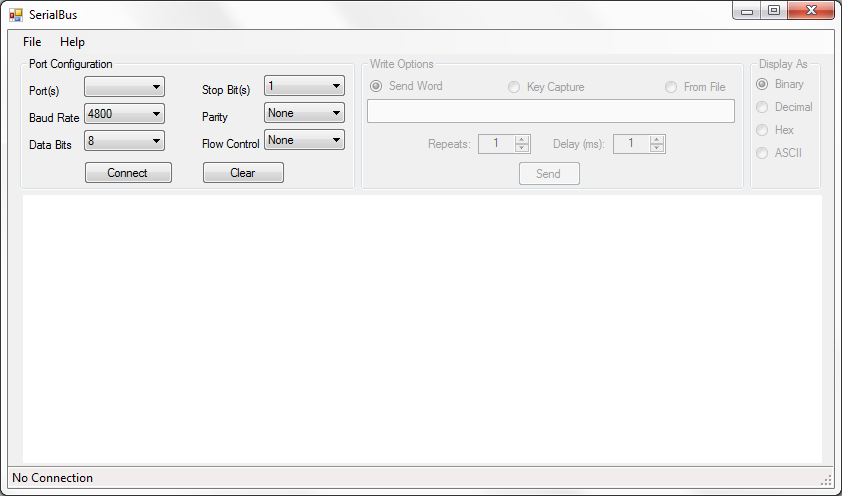 SerialBus
File Help
Port Configuration
Port(s)
Stop Bit(s) 1
Baud Rate 4800
Parity None
Data Bits 8
Flow Control None
Connect Clear
Write Options
Send Word Key Capture From File
Repeats: 1 Delay (ms): 1
Send
Display As
Binary
Decimal
Hex
ASCII
No Connection